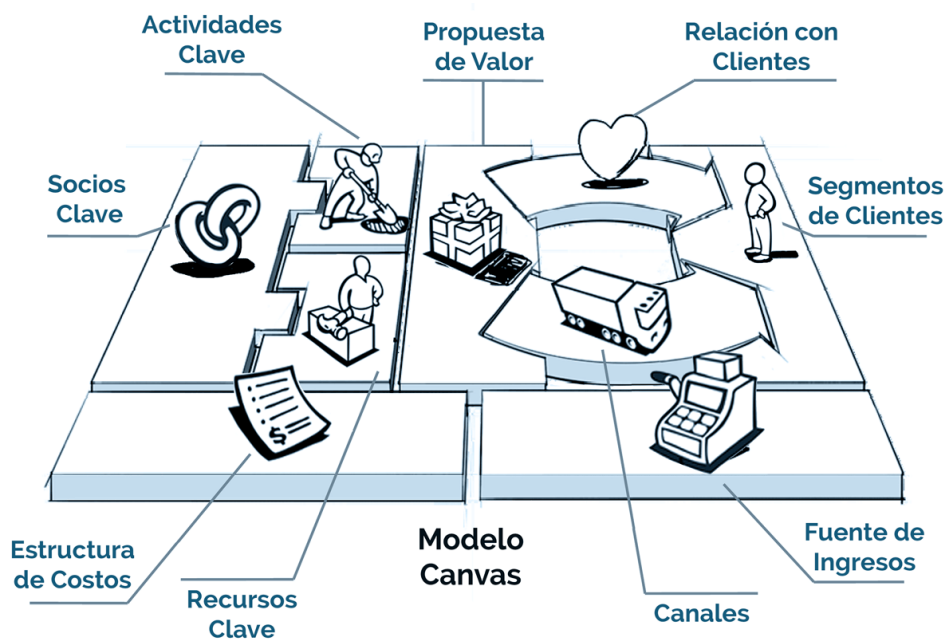 Actividades
Clave
Propuesta
de Valor
Relación con
Clientes
Socios
Clave
Segmentos
de Clientes
$
Modelo
Canvas
Estructura
de Costos
Recursos
Clave
Canales
Fuente de
Ingresos